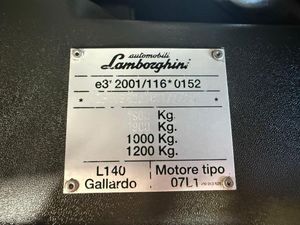 automobili
Lamborghini
e3*2001/116*0152
* *
Kg.
Kg.
1000 Kg.
1200 Kg.
L140 Motore tipo
Gallardo 07L1